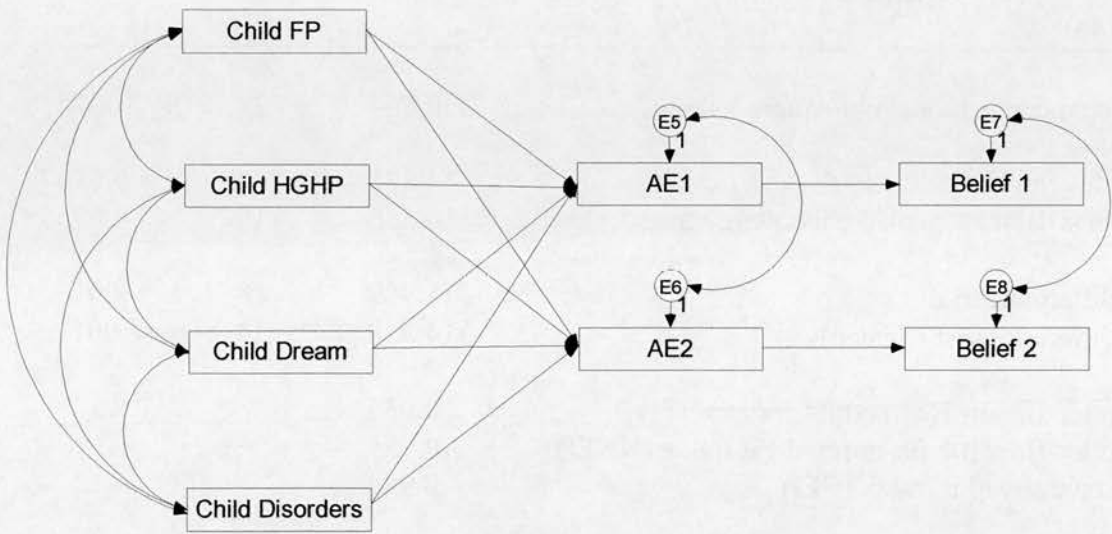 Child FP
E5
1
E7
1
Child HGHP
AE1
Belief 1
E6
1
E8
1
Child Dream
AE2
Belief 2
Child Disorders